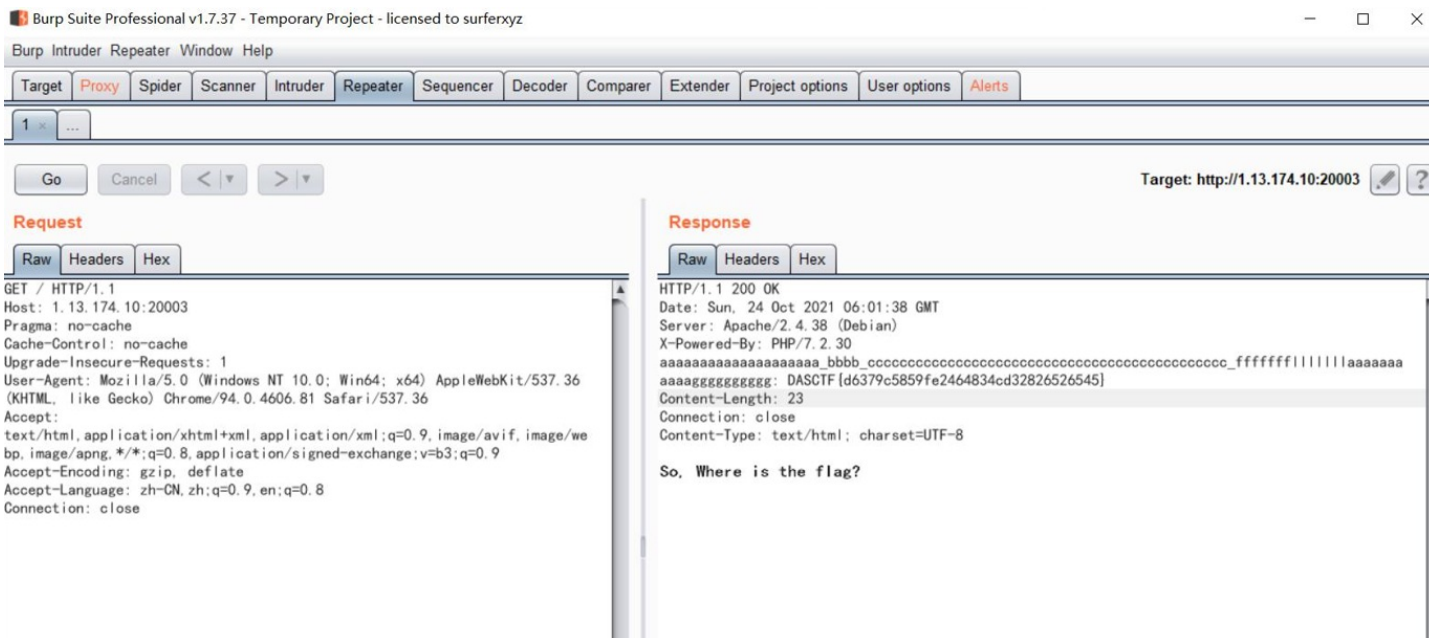 Burp Suite Professional v1.7.37 - Temporary Project - licensed to surferxyz
Burp Intruder Repeater Window Help
Target Proxy Spider Scanner Intruder Repeater Sequencer Decoder Comparer Extender Project options User options Alerts
1 × ...
Go Cancel < > Target: http://1.13.174.10:20003 ?
Request
Raw Headers Hex
GET / HTTP/1.1
Host: 1.13.174.10:20003
Pragma: no-cache
Cache-Control: no-cache
Upgrade-Insecure-Requests: 1
User-Agent: Mozilla/5.0 (Windows NT 10.0; Win64; x64) AppleWebKit/537.36
(KHTML, like Gecko) Chrome/94.0.4606.81 Safari/537.36
Accept:
text/html,application/xhtml+xml,application/xml;q=0.9,image/avif,image/we
bp,image/apng,*/*;q=0.8,application/signed-exchange;v=b3;q=0.9
Accept-Encoding: gzip, deflate
Accept-Language: zh-CN,zh;q=0.9,en;q=0.8
Connection: close
Response
Raw Headers Hex
HTTP/1.1 200 OK
Date: Sun, 24 Oct 2021 06:01:38 GMT
Server: Apache/2.4.38 (Debian)
X-Powered-By: PHP/7.2.30
aaaaaaaaaaaaaaaaaaaa_bbbb_ccccccccccccccccccccccccccccccccccccccccccccc_ffffffflllllllaaaaaaa
aaaagggggggggg: DASCTF{d6379c5859fe2464834cd32826526545}
Content-Length: 23
Connection: close
Content-Type: text/html; charset=UTF-8
So, Where is the flag?